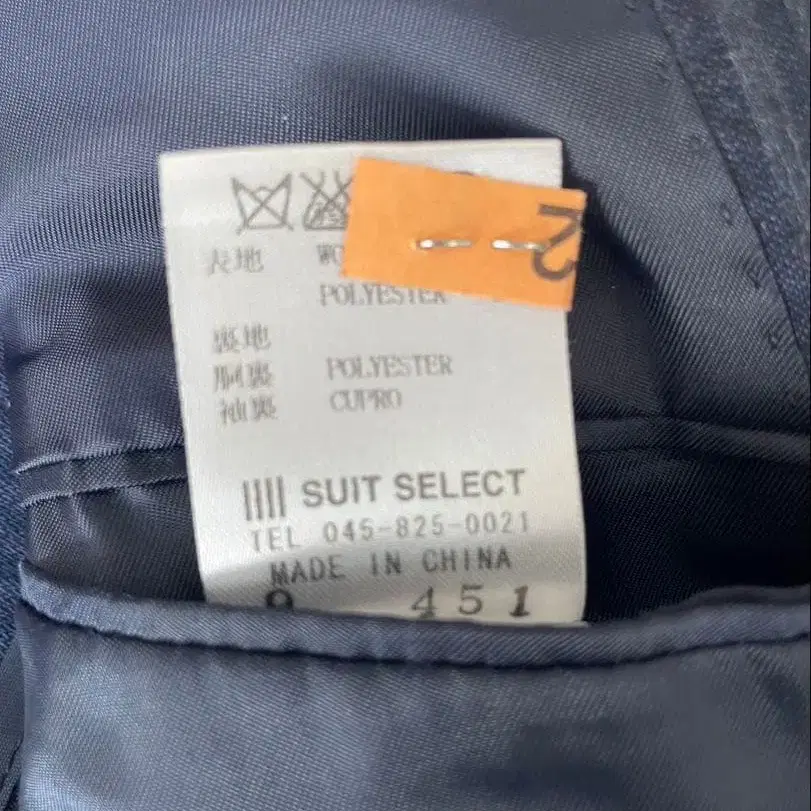 表地
POLYESTER
裏地
胴裏 POLYESTER
袖裏 CUPRO
SUIT SELECT
TEL 045-825-0021
MADE IN CHINA
9 451